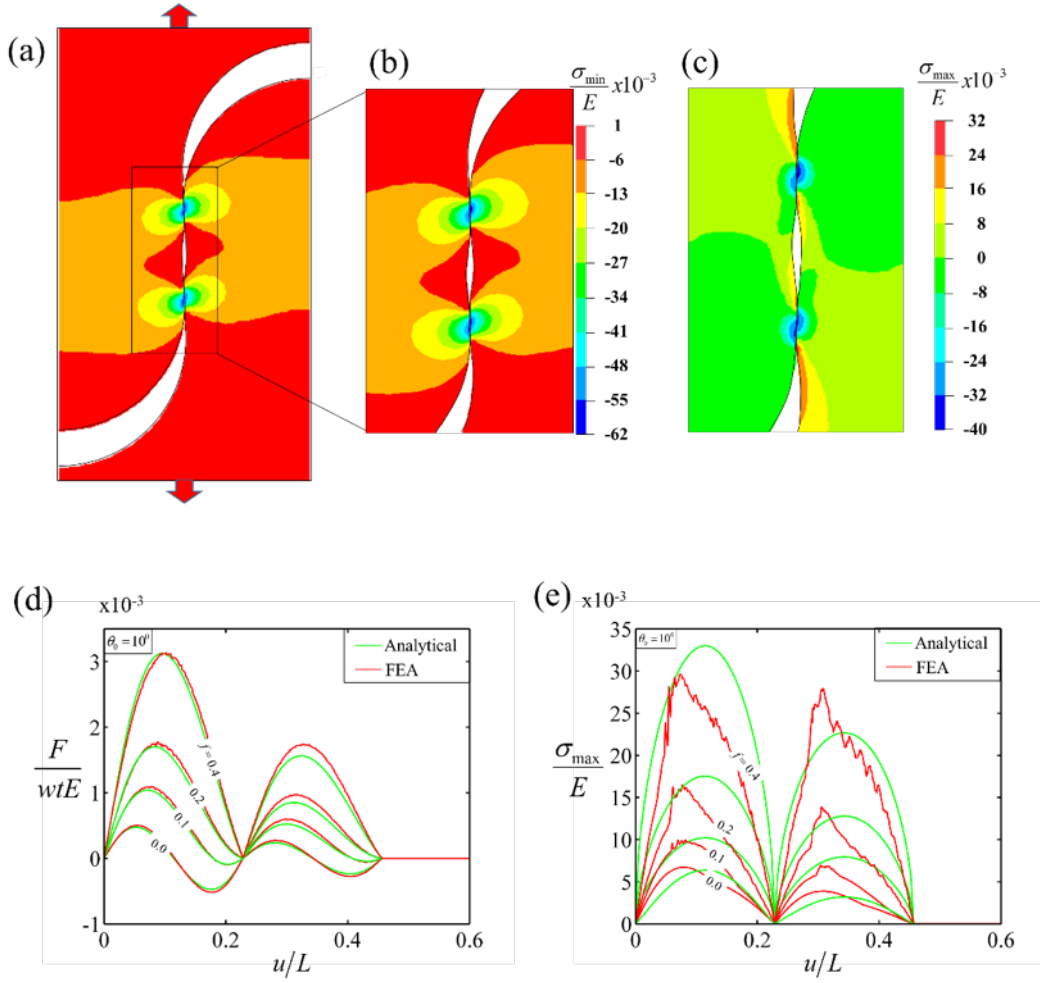 (a)
(b)
σmin/E x10⁻³
1
-6
-13
-20
-27
-34
-41
-48
-55
-62
(c)
σmax/E x10⁻³
32
24
16
8
0
-8
-16
-24
-32
-40
(d)
x10⁻³
θ₀ = 10⁰
Analytical
FEA
3
2
1
0
-1
F/wtE
f = 0.4
0.2
0.1
0.0
0 0.2 0.4 0.6
u/L
(e)
x10⁻³
θ₀ = 10⁰
Analytical
FEA
35
30
25
20
15
10
5
0
σmax/E
f = 0.4
0.2
0.1
0.0
0 0.2 0.4 0.6
u/L